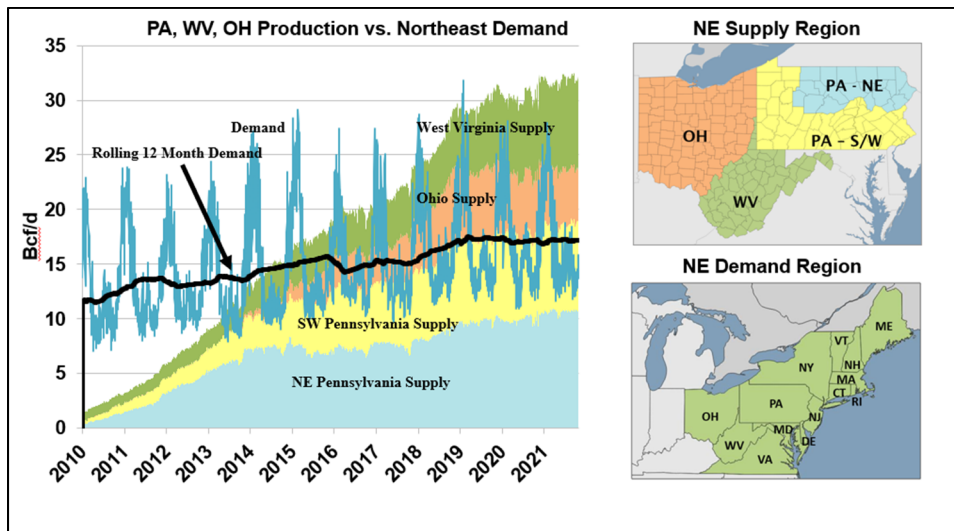 PA, WV, OH Production vs. Northeast Demand
35
30
25
20
15
10
5
0
Bcf/d
Demand
Rolling 12 Month Demand
West Virginia Supply
Ohio Supply
SW Pennsylvania Supply
NE Pennsylvania Supply
2010
2011
2012
2013
2014
2015
2016
2017
2018
2019
2020
2021
NE Supply Region
PA - NE
OH
PA – S/W
WV
NE Demand Region
ME
VT
NH
NY
MA
CT
RI
PA
OH
NJ
MD
DE
WV
VA